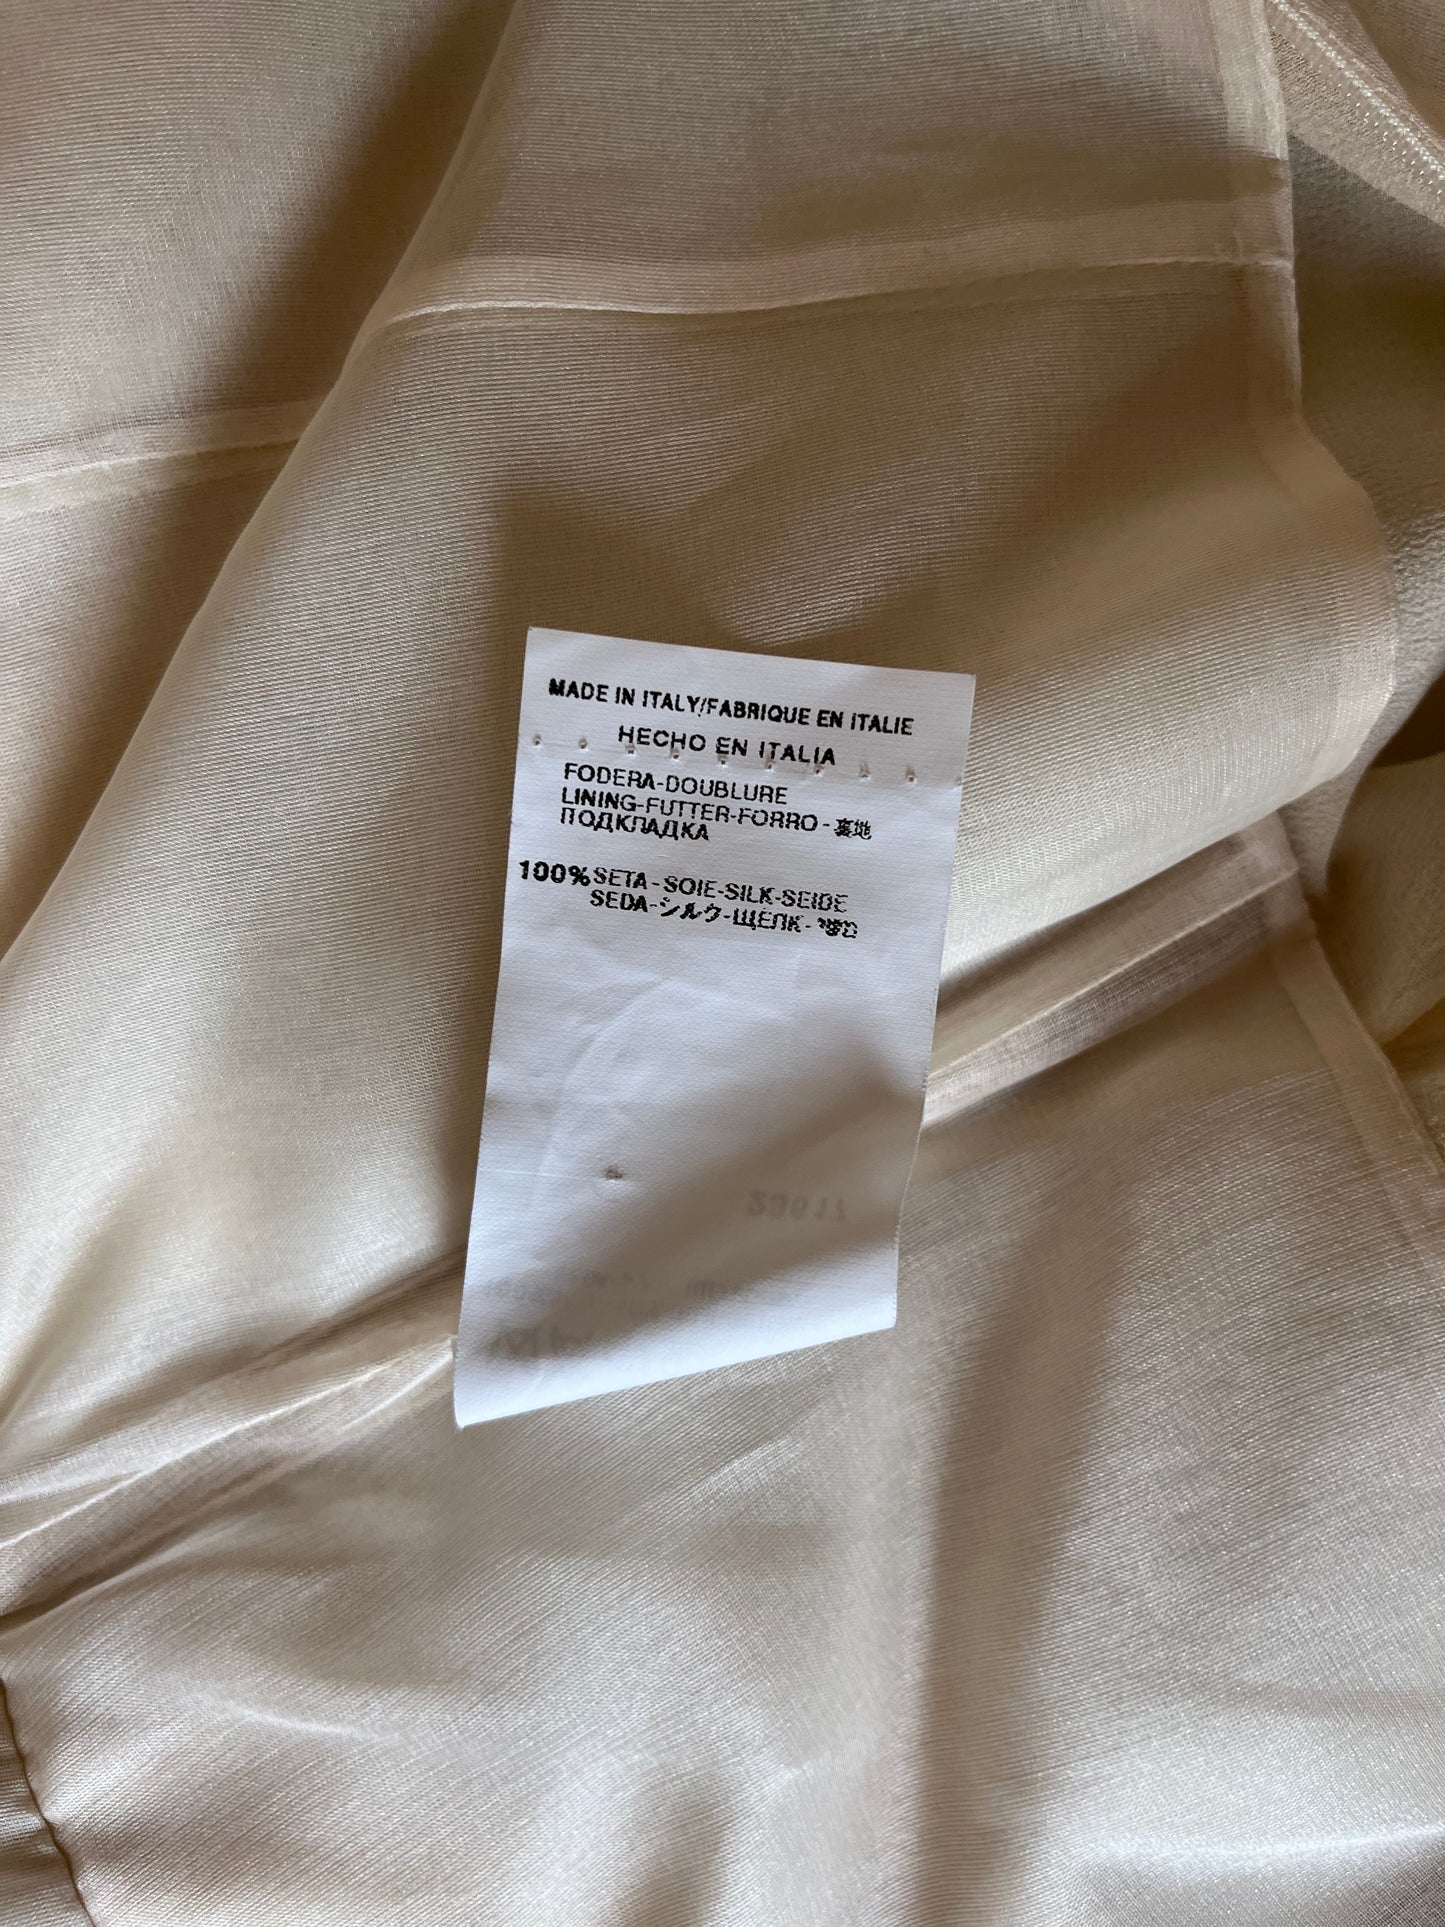 MADE IN ITALY/FABRIQUE EN ITALIE
HECHO EN ITALIA
FODERA-DOUBLURE
LINING-FUTTER-FORRO - 裏地
ПОДКЛАДКА
100% SETA - SOIE-SILK-SEIDE
SEDA-シルク-ЩЁЛК-